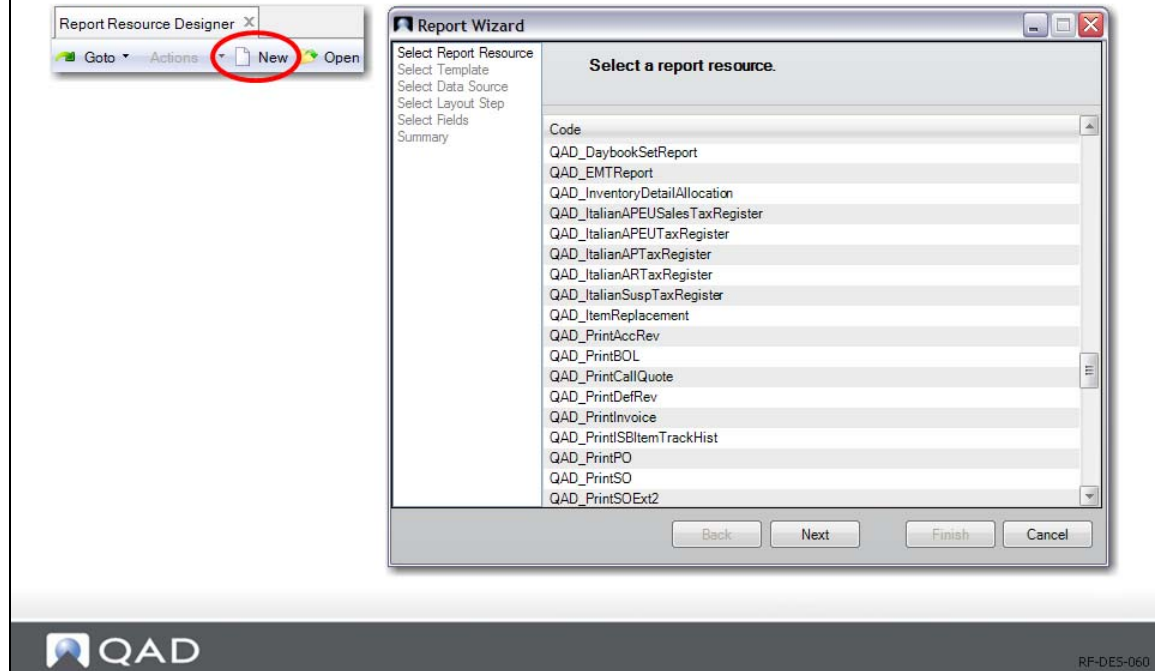 Report Resource Designer X
Goto Actions New Open
Report Wizard
Select Report Resource
Select Template
Select Data Source
Select Layout Step
Select Fields
Summary
Select a report resource.
Code
QAD_DaybookSetReport
QAD_EMTReport
QAD_InventoryDetailAllocation
QAD_ItalianAPEUSalesTaxRegister
QAD_ItalianAPEUTaxRegister
QAD_ItalianAPTaxRegister
QAD_ItalianARTaxRegister
QAD_ItalianSuspTaxRegister
QAD_ItemReplacement
QAD_PrintAccRev
QAD_PrintBOL
QAD_PrintCallQuote
QAD_PrintDefRev
QAD_PrintInvoice
QAD_PrintISBItemTrackHist
QAD_PrintPO
QAD_PrintSO
QAD_PrintSOExt2
Back Next Finish Cancel
QAD
RF-DES-060